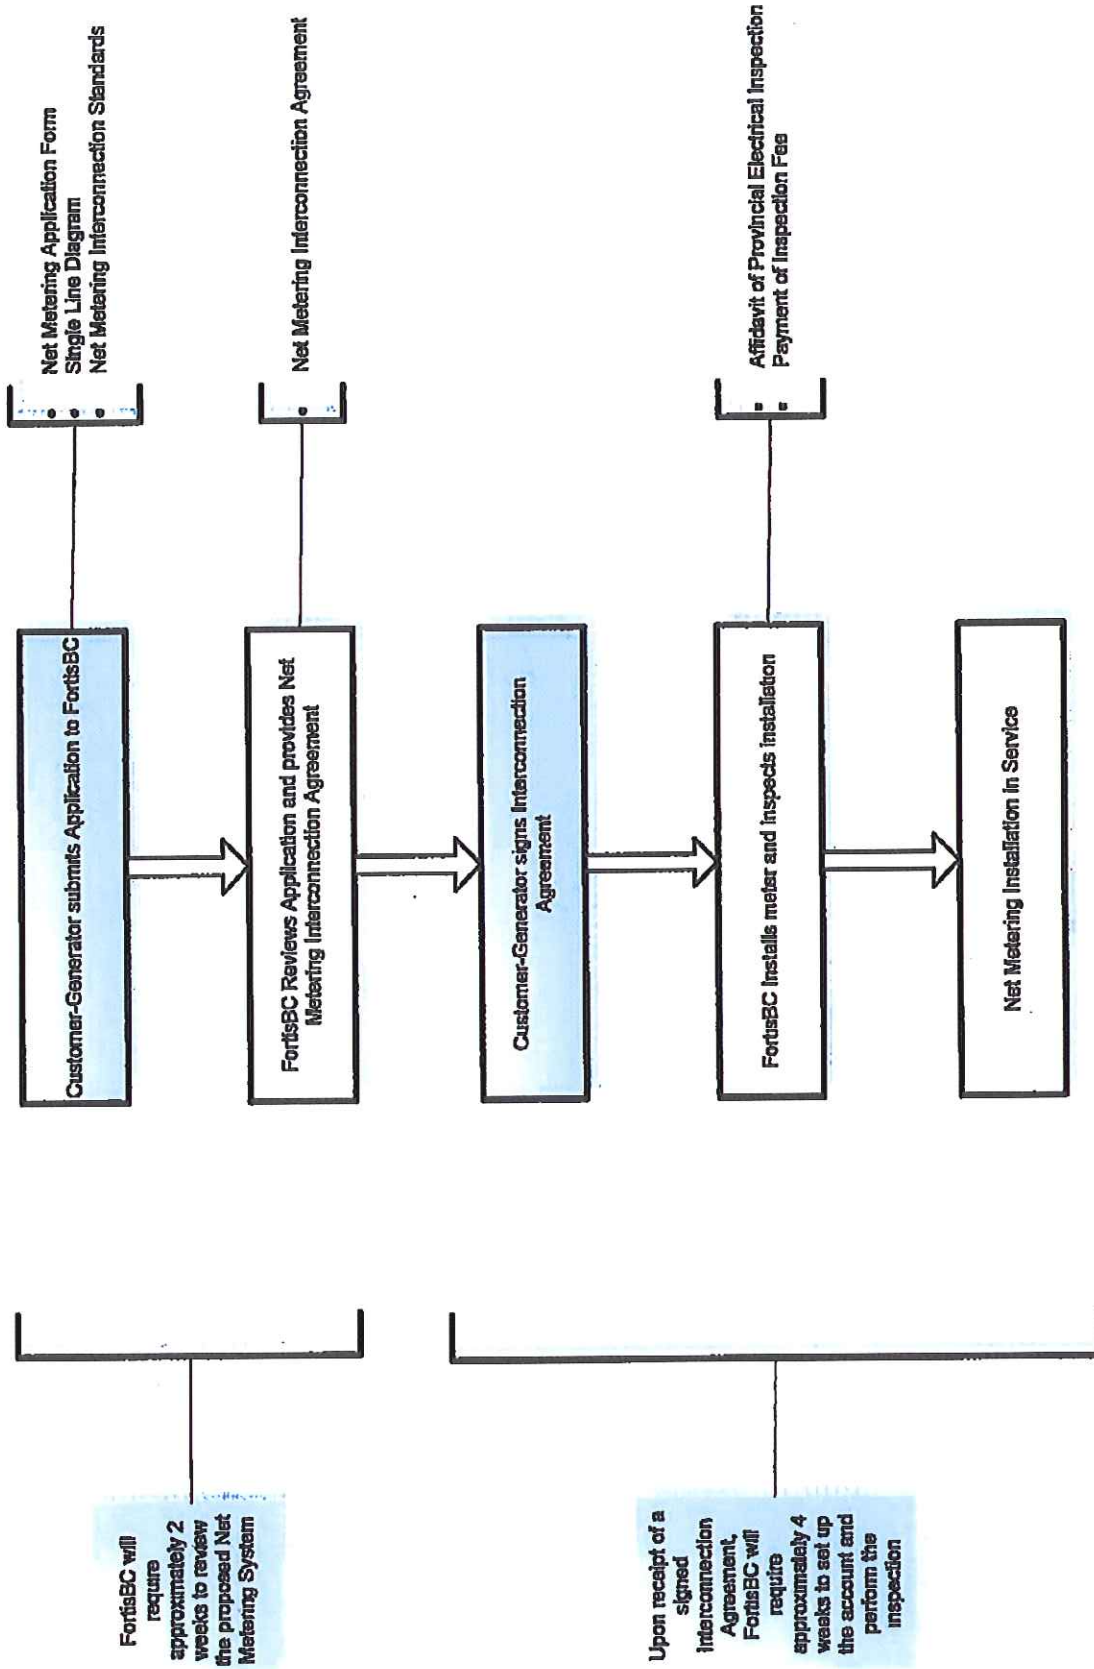 FortisBC will
require
approximately 2
weeks to review
the proposed Net
Metering System
Customer-Generator submits Application to FortisBC
Net Metering Application Form
Single Line Diagram
Net Metering Interconnection Standards
FortisBC Reviews Application and provides Net
Metering Interconnection Agreement
Net Metering Interconnection Agreement
Upon receipt of a
signed
Interconnection
Agreement,
FortisBC will
require
approximately 4
weeks to set up
the account and
perform the
inspection
Customer-Generator signs Interconnection
Agreement
FortisBC Installs meter and inspects installation
Affidavit of Provincial Electrical Inspection
Payment of Inspection Fee
Net Metering Installation In Service